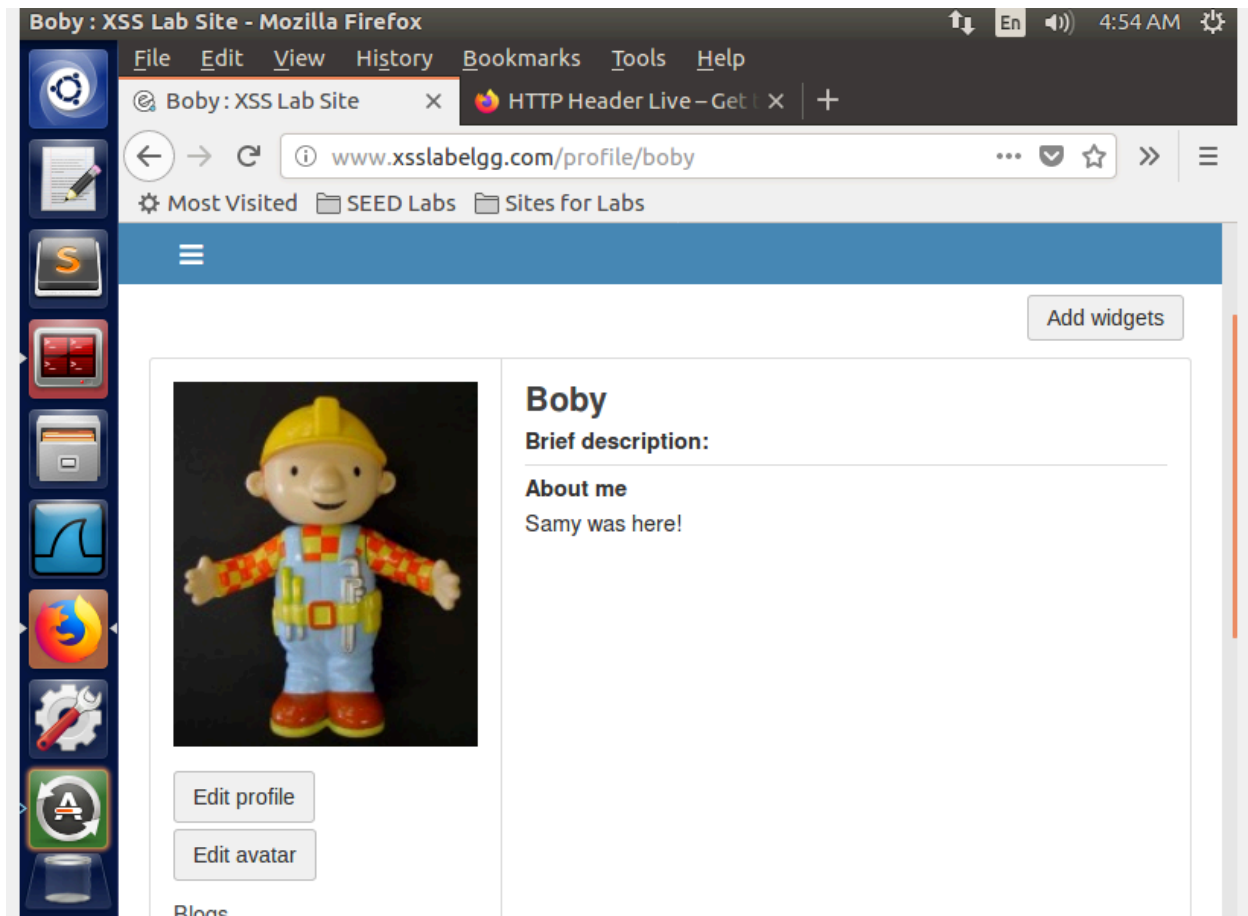 Boby : XSS Lab Site - Mozilla Firefox En 4:54 AM
File Edit View History Bookmarks Tools Help
Boby : XSS Lab Site HTTP Header Live – Get
www.xsslabelgg.com/profile/boby
Most Visited SEED Labs Sites for Labs
Add widgets
Boby
Brief description:
About me
Samy was here!
Edit profile
Edit avatar
Blogs